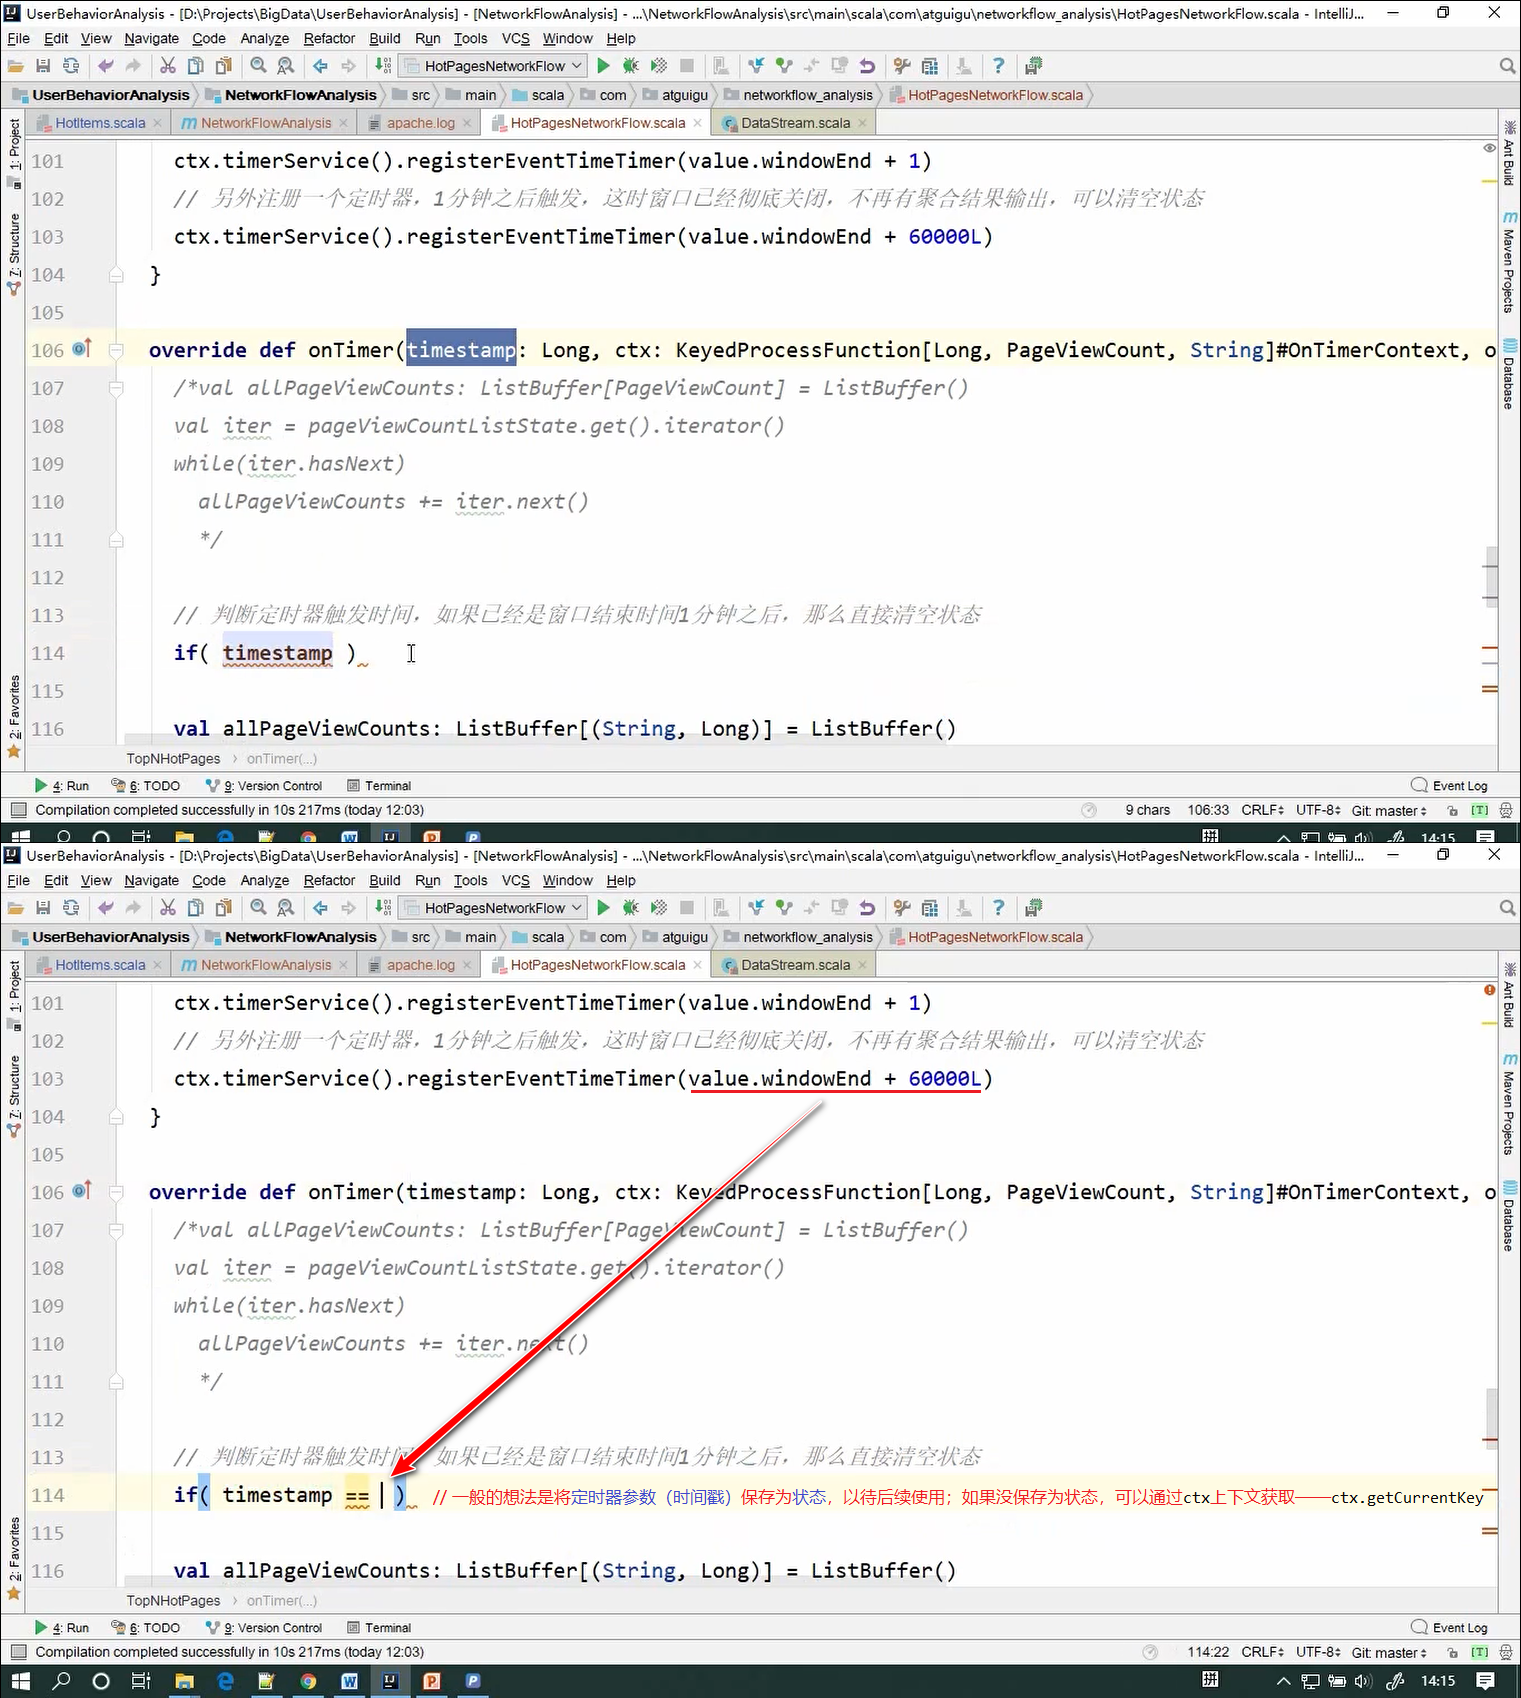 UserBehaviorAnalysis - [D:\Projects\BigData\UserBehaviorAnalysis] - [NetworkFlowAnalysis] - ...\NetworkFlowAnalysis\src\main\scala\com\atguigu\networkflow_analysis\HotPagesNetworkFlow.scala - IntelliJ...
File Edit View Navigate Code Analyze Refactor Build Run Tools VCS Window Help
HotPagesNetworkFlow
UserBehaviorAnalysis NetworkFlowAnalysis src main scala com atguigu networkflow_analysis HotPagesNetworkFlow.scala
HotItems.scala NetworkFlowAnalysis apache.log HotPagesNetworkFlow.scala DataStream.scala
1: Project
7: Structure
2: Favorites
Ant Build
Maven Projects
Database
101 ctx.timerService().registerEventTimeTimer(value.windowEnd + 1)
102 // 另外注册一个定时器，1分钟之后触发，这时窗口已经彻底关闭，不再有聚合结果输出，可以清空状态
103 ctx.timerService().registerEventTimeTimer(value.windowEnd + 60000L)
104 }
105
106 override def onTimer(timestamp: Long, ctx: KeyedProcessFunction[Long, PageViewCount, String]#OnTimerContext, o
107 /*val allPageViewCounts: ListBuffer[PageViewCount] = ListBuffer()
108 val iter = pageViewCountListState.get().iterator()
109 while(iter.hasNext)
110 allPageViewCounts += iter.next()
111 */
112
113 // 判断定时器触发时间，如果已经是窗口结束时间1分钟之后，那么直接清空状态
114 if( timestamp )
115
116 val allPageViewCounts: ListBuffer[(String, Long)] = ListBuffer()
TopNHotPages onTimer(...)
4: Run 6: TODO 9: Version Control Terminal Event Log
Compilation completed successfully in 10s 217ms (today 12:03) 9 chars 106:33 CRLF UTF-8 Git: master
拼 14:15
UserBehaviorAnalysis - [D:\Projects\BigData\UserBehaviorAnalysis] - [NetworkFlowAnalysis] - ...\NetworkFlowAnalysis\src\main\scala\com\atguigu\networkflow_analysis\HotPagesNetworkFlow.scala - IntelliJ...
File Edit View Navigate Code Analyze Refactor Build Run Tools VCS Window Help
HotPagesNetworkFlow
UserBehaviorAnalysis NetworkFlowAnalysis src main scala com atguigu networkflow_analysis HotPagesNetworkFlow.scala
HotItems.scala NetworkFlowAnalysis apache.log HotPagesNetworkFlow.scala DataStream.scala
1: Project
7: Structure
2: Favorites
Ant Build
Maven Projects
Database
101 ctx.timerService().registerEventTimeTimer(value.windowEnd + 1)
102 // 另外注册一个定时器，1分钟之后触发，这时窗口已经彻底关闭，不再有聚合结果输出，可以清空状态
103 ctx.timerService().registerEventTimeTimer(value.windowEnd + 60000L)
104 }
105
106 override def onTimer(timestamp: Long, ctx: KeyedProcessFunction[Long, PageViewCount, String]#OnTimerContext, o
107 /*val allPageViewCounts: ListBuffer[PageViewCount] = ListBuffer()
108 val iter = pageViewCountListState.get().iterator()
109 while(iter.hasNext)
110 allPageViewCounts += iter.next()
111 */
112
113 // 判断定时器触发时间，如果已经是窗口结束时间1分钟之后，那么直接清空状态
114 if( timestamp == ) // 一般的想法是将定时器参数（时间戳）保存为状态，以待后续使用；如果没保存为状态，可以通过ctx上下文获取——ctx.getCurrentKey
115
116 val allPageViewCounts: ListBuffer[(String, Long)] = ListBuffer()
TopNHotPages onTimer(...)
4: Run 6: TODO 9: Version Control Terminal Event Log
Compilation completed successfully in 10s 217ms (today 12:03) 114:22 CRLF UTF-8 Git: master
拼 14:15